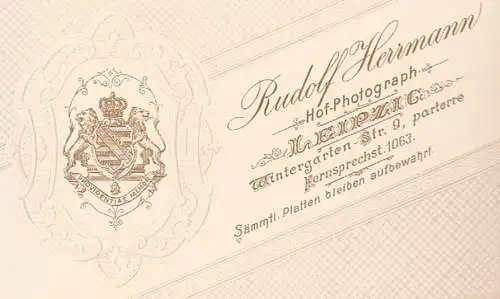 Rudolf Herrmann
Hof-Photograph
LEIPZIG
Wintergarten-Str. 9, parterre
Fernsprechst. 1063.
Sämmtl. Platten bleiben aufbewahrt.
PROVIDENTIAE MEMOR